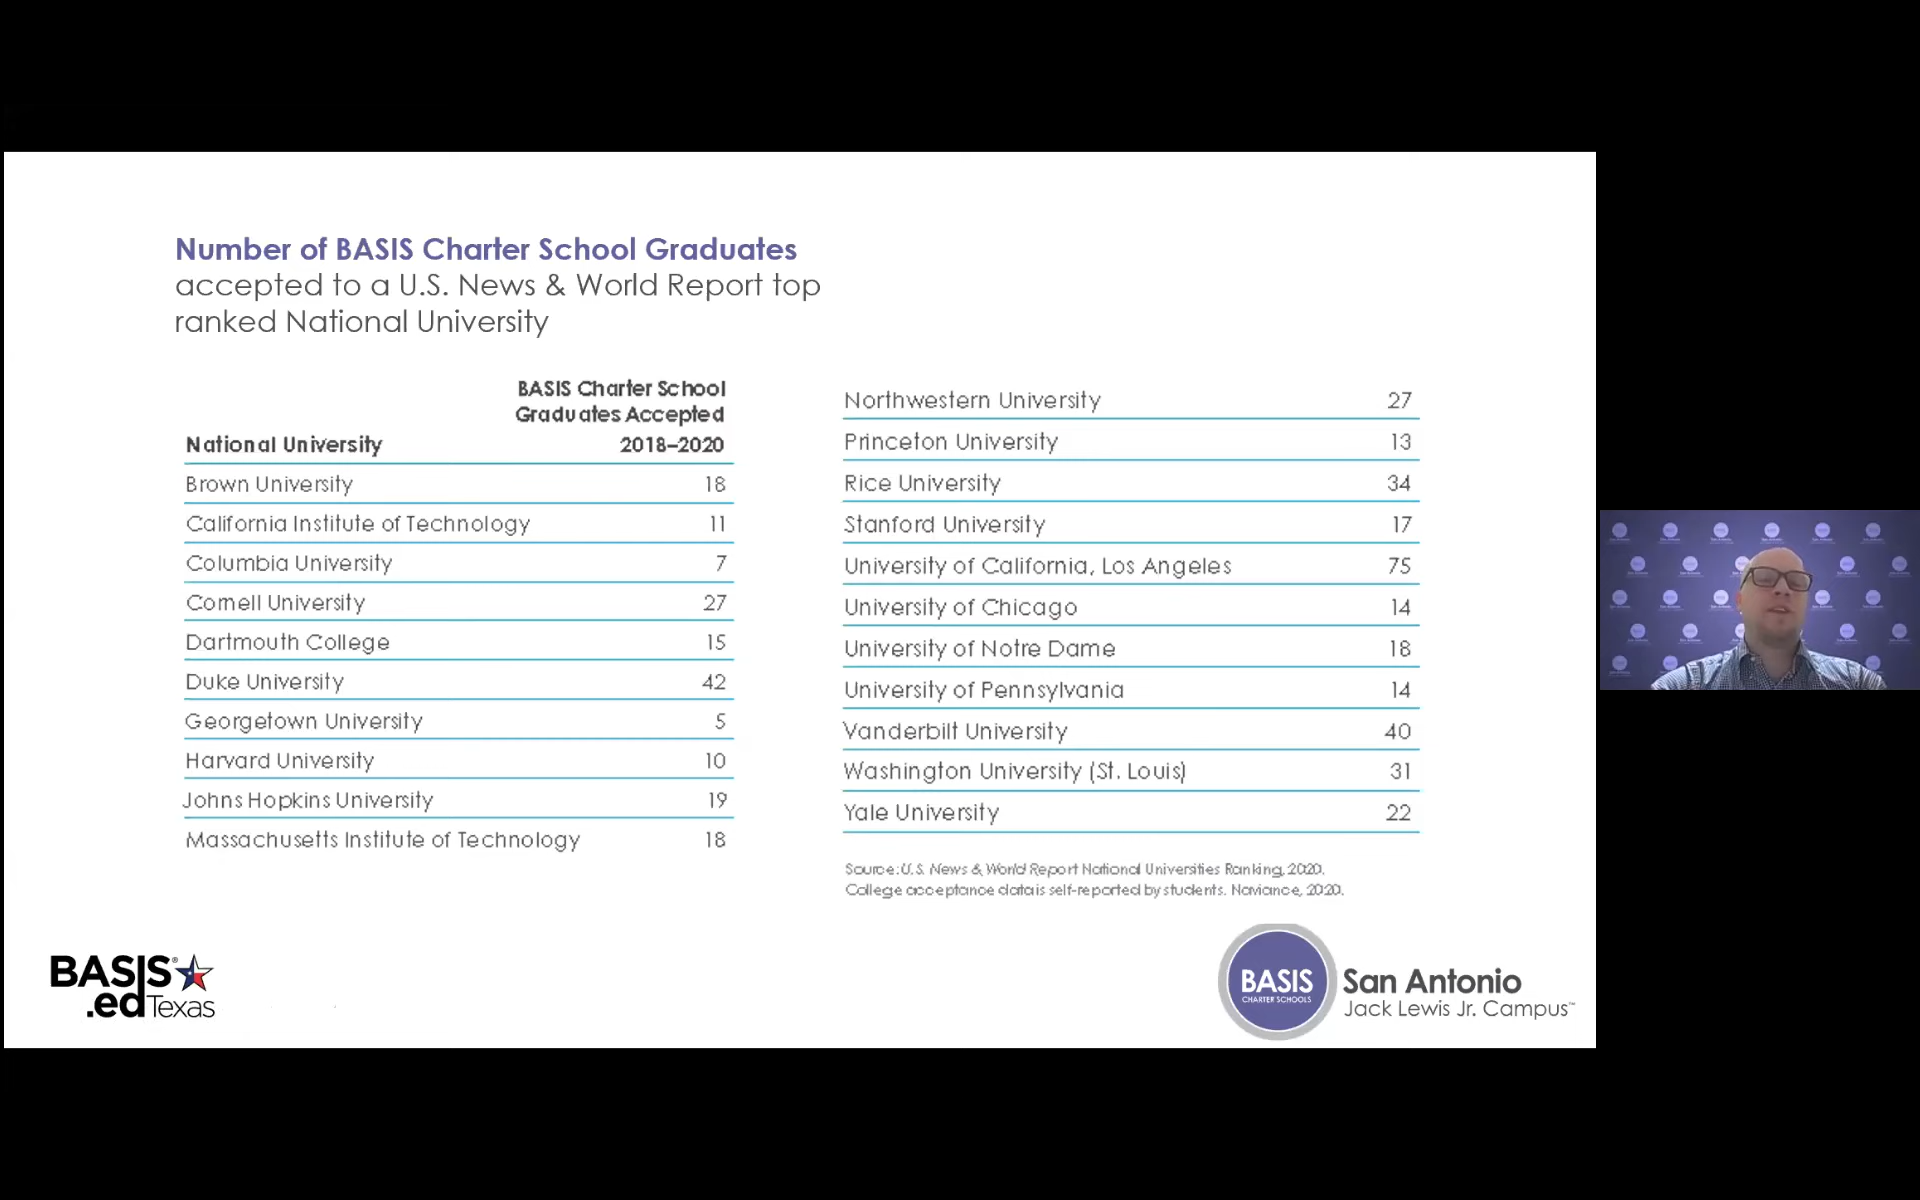 Number of BASIS Charter School Graduates
accepted to a U.S. News & World Report top
ranked National University
BASIS Charter School
Graduates Accepted
National University 2018–2020
Brown University 18
California Institute of Technology 11
Columbia University 7
Cornell University 27
Dartmouth College 15
Duke University 42
Georgetown University 5
Harvard University 10
Johns Hopkins University 19
Massachusetts Institute of Technology 18
Northwestern University 27
Princeton University 13
Rice University 34
Stanford University 17
University of California, Los Angeles 75
University of Chicago 14
University of Notre Dame 18
University of Pennsylvania 14
Vanderbilt University 40
Washington University (St. Louis) 31
Yale University 22
Source: U.S. News & World Report National Universities Ranking, 2020.
College acceptance data is self-reported by students. Naviance, 2020.
BASIS®
.ed Texas
BASIS
CHARTER SCHOOLS
San Antonio
Jack Lewis Jr. Campus™